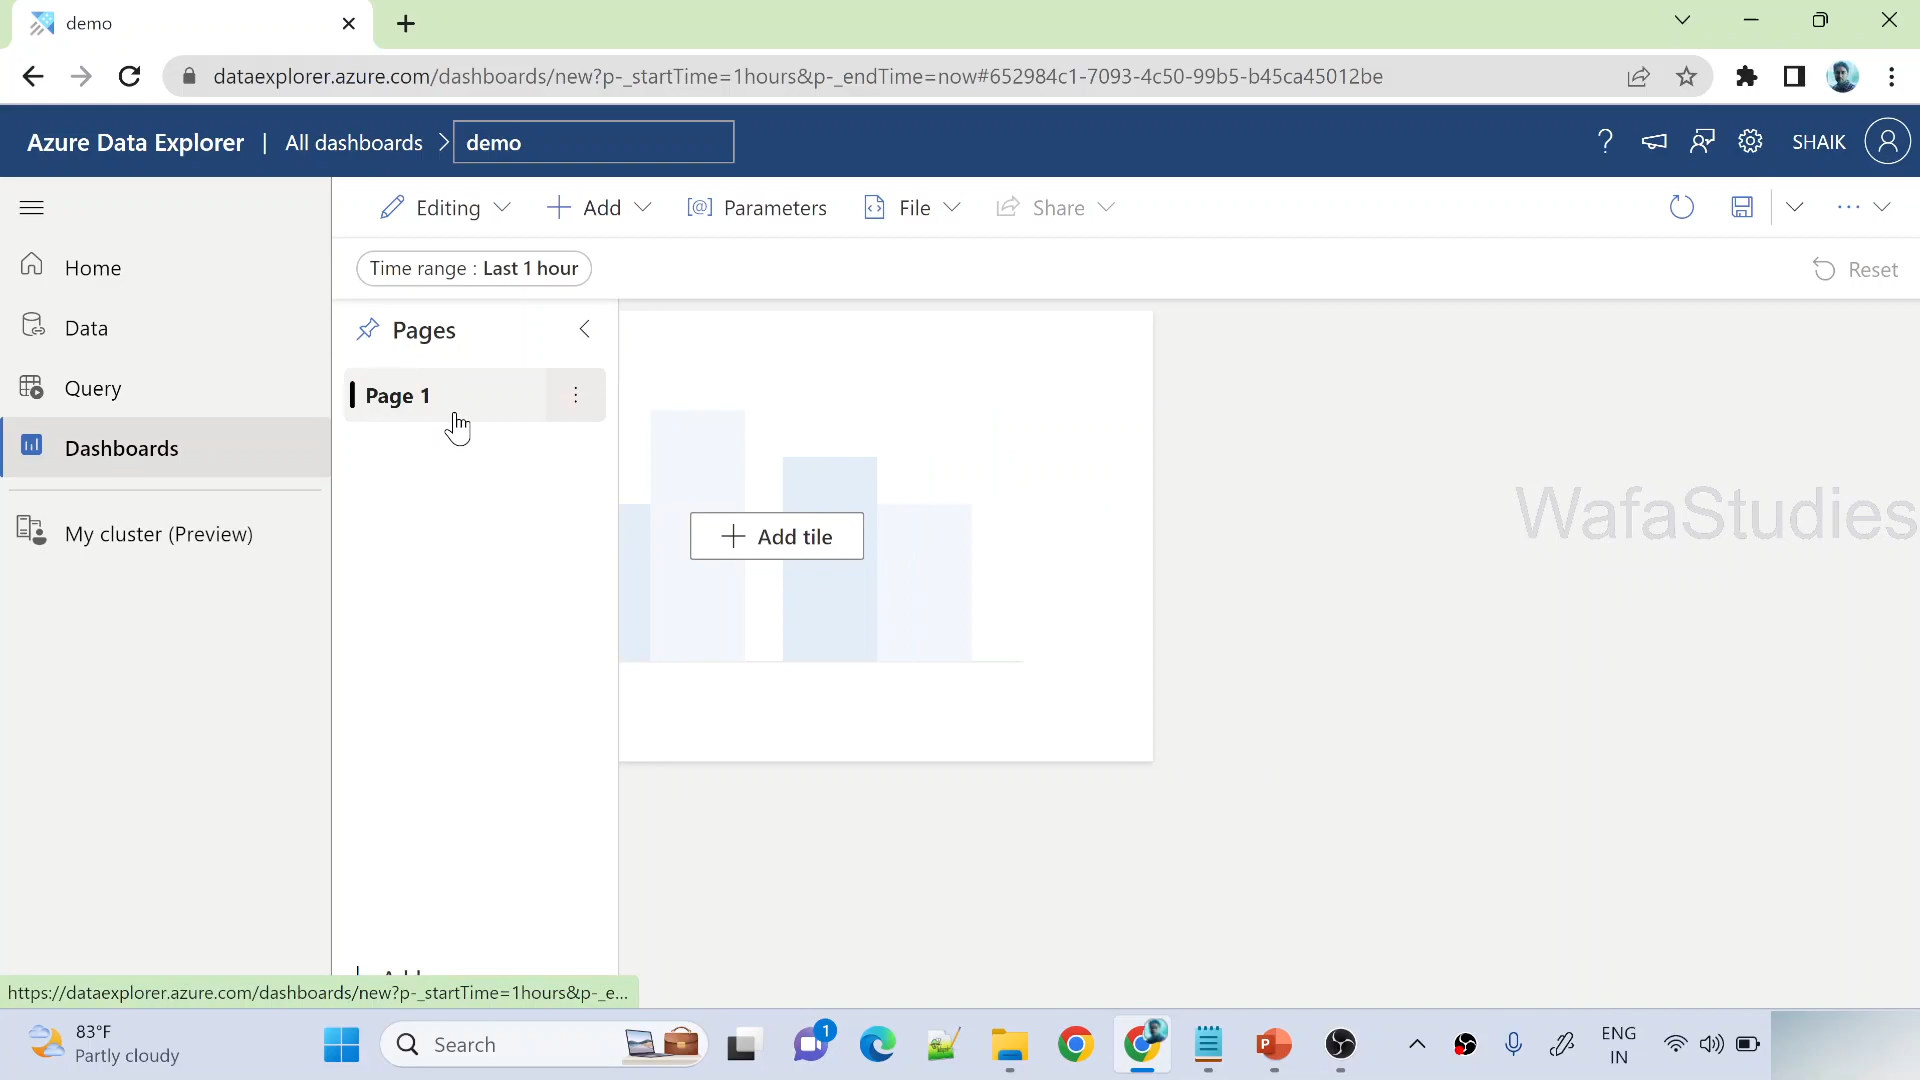 demo
dataexplorer.azure.com/dashboards/new?p-_startTime=1hours&p-_endTime=now#652984c1-7093-4c50-99b5-b45ca45012be
Azure Data Explorer | All dashboards > demo
SHAIK
Editing
Add
Parameters
File
Share
Time range : Last 1 hour
Reset
Home
Data
Query
Dashboards
My cluster (Preview)
Pages
Page 1
Add tile
WafaStudies
https://dataexplorer.azure.com/dashboards/new?p-_startTime=1hours&p-_e...
83°F
Partly cloudy
Search
1
ENG
IN